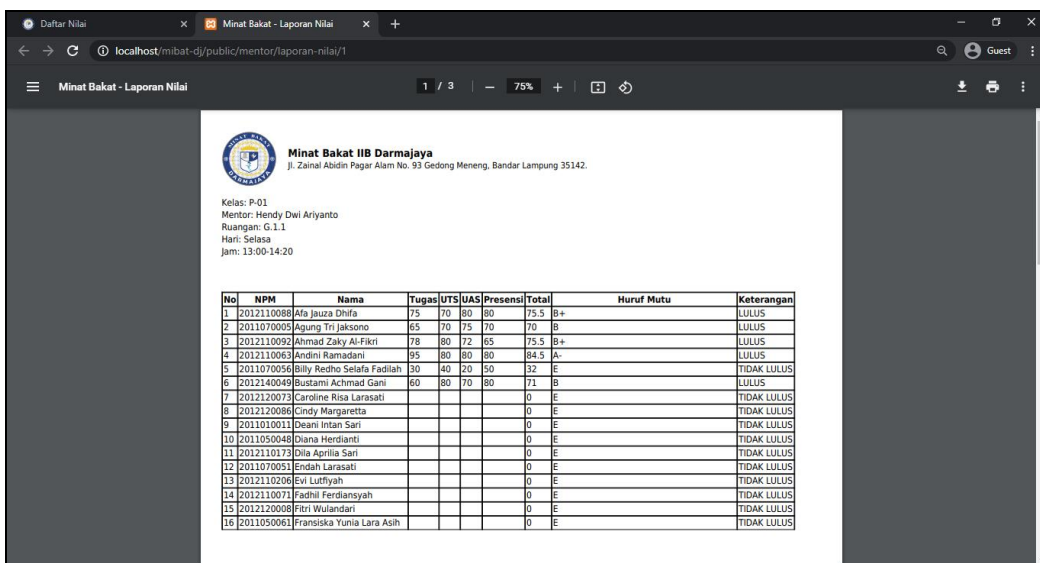 Daftar Nilai
Minat Bakat - Laporan Nilai
localhost/mibat-dj/public/mentor/laporan-nilai/1
Guest
Minat Bakat - Laporan Nilai
1 / 3
75%
MINAT BAKAT
DARMAJAYA
Minat Bakat IIB Darmajaya
Jl. Zainal Abidin Pagar Alam No. 93 Gedong Meneng, Bandar Lampung 35142.
Kelas: P-01
Mentor: Hendy Dwi Ariyanto
Ruangan: G.1.1
Hari: Selasa
Jam: 13:00-14:20
No NPM Nama Tugas UTS UAS Presensi Total Huruf Mutu Keterangan
1 2012110088 Afa Jauza Dhifa 75 70 80 80 75.5 B+ LULUS
2 2011070005 Agung Tri Jaksono 65 70 75 70 70 B LULUS
3 2012110092 Ahmad Zaky Al-Fikri 78 80 72 65 75.5 B+ LULUS
4 2012110063 Andini Ramadani 95 80 80 80 84.5 A- LULUS
5 2011070056 Billy Redho Selafa Fadilah 30 40 20 50 32 E TIDAK LULUS
6 2012140049 Bustami Achmad Gani 60 80 70 80 71 B LULUS
7 2012120073 Caroline Risa Larasati 0 E TIDAK LULUS
8 2012120086 Cindy Margaretta 0 E TIDAK LULUS
9 2011010011 Deani Intan Sari 0 E TIDAK LULUS
10 2011050048 Diana Herdianti 0 E TIDAK LULUS
11 2012110173 Dila Aprilia Sari 0 E TIDAK LULUS
12 2011070051 Endah Larasati 0 E TIDAK LULUS
13 2012110206 Evi Lutfiyah 0 E TIDAK LULUS
14 2012110071 Fadhil Ferdiansyah 0 E TIDAK LULUS
15 2012120008 Fitri Wulandari 0 E TIDAK LULUS
16 2011050061 Fransiska Yunia Lara Asih 0 E TIDAK LULUS